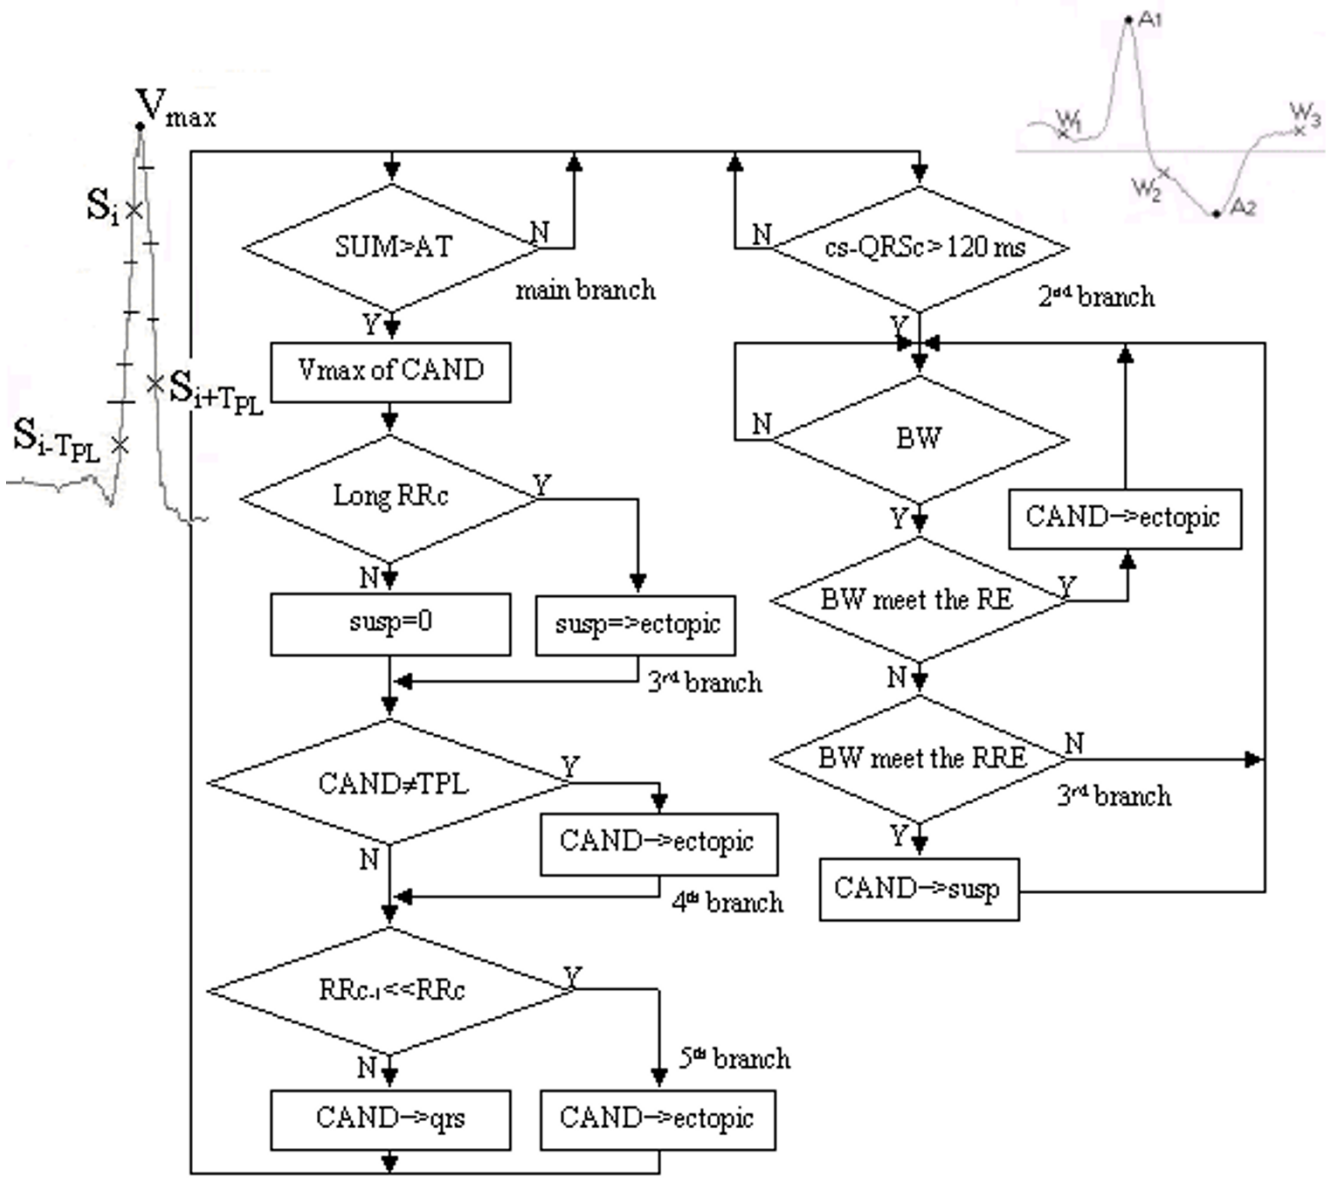 A1
W1
W2
A2
W3
Vmax
Si
Si+TPL
Si-TPL
SUM>AT
N
main branch
Y
Vmax of CAND
Long RRc
Y
N
susp=0
susp=>ectopic
3rd branch
CAND≠TPL
Y
CAND->ectopic
N
4th branch
RRc-1<<RRc
Y
5th branch
N
CAND->qrs
CAND->ectopic
N
cs-QRSc>120 ms
2nd branch
Y
N
BW
CAND->ectopic
Y
BW meet the RE
Y
N
BW meet the RRE
N
3rd branch
Y
CAND->susp